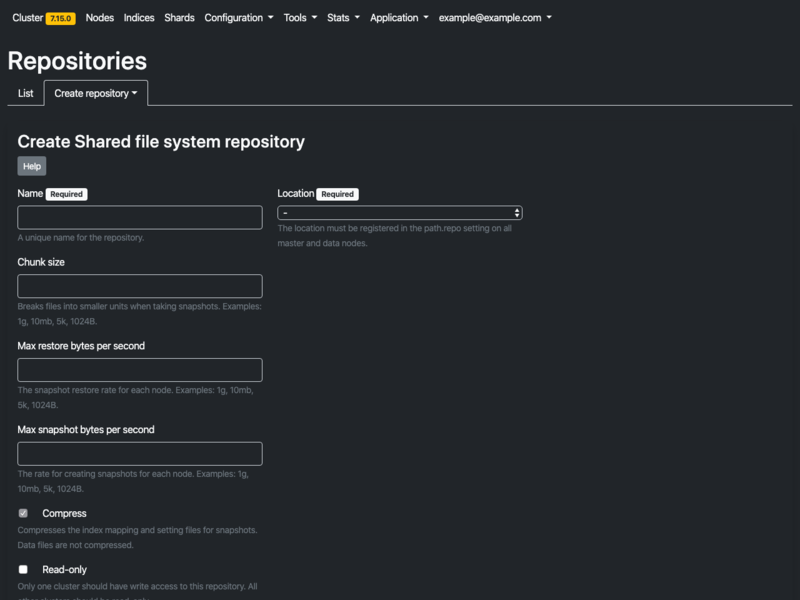 Cluster 7.15.0 Nodes Indices Shards Configuration Tools Stats Application example@example.com
Repositories
List Create repository
Create Shared file system repository
Help
Name Required
A unique name for the repository.
Location Required
-
The location must be registered in the path.repo setting on all
master and data nodes.
Chunk size
Breaks files into smaller units when taking snapshots. Examples:
1g, 10mb, 5k, 1024B.
Max restore bytes per second
The snapshot restore rate for each node. Examples: 1g, 10mb,
5k, 1024B.
Max snapshot bytes per second
The rate for creating snapshots for each node. Examples: 1g,
10mb, 5k, 1024B.
Compress
Compresses the index mapping and setting files for snapshots.
Data files are not compressed.
Read-only
Only one cluster should have write access to this repository. All